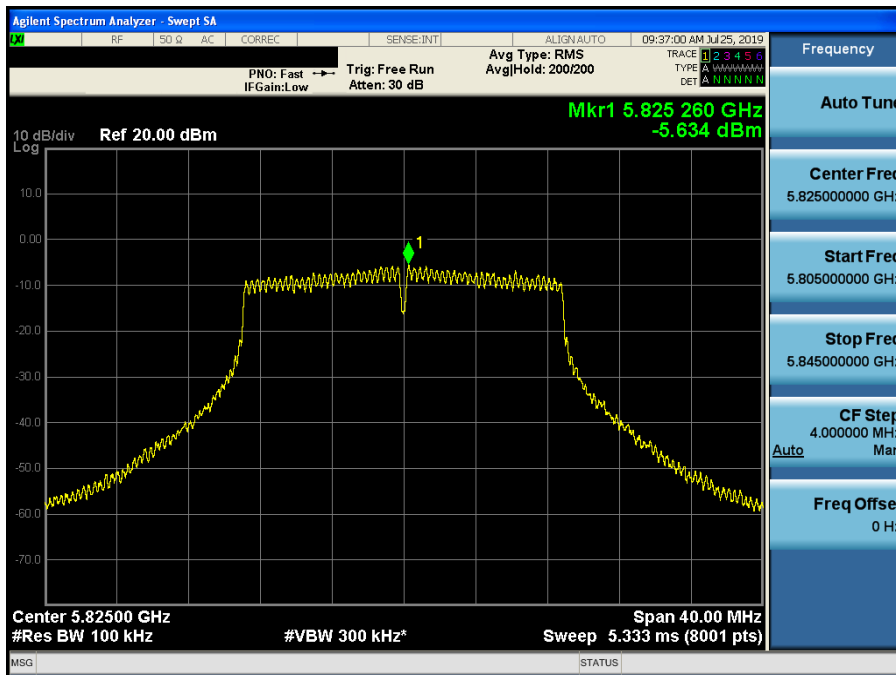 Agilent Spectrum Analyzer - Swept SA
LXI RF 50 Ω AC CORREC SENSE:INT ALIGN AUTO 09:37:00 AM Jul 25, 2019
PNO: Fast
IFGain:Low
Trig: Free Run
Atten: 30 dB
Avg Type: RMS
Avg|Hold: 200/200
TRACE 1 2 3 4 5 6
TYPE A WWWWW
DET A N N N N N
Mkr1 5.825 260 GHz
-5.634 dBm
10 dB/div
Log
Ref 20.00 dBm
10.0
0.00
-10.0
-20.0
-30.0
-40.0
-50.0
-60.0
-70.0
1
Center 5.82500 GHz
Span 40.00 MHz
#Res BW 100 kHz
#VBW 300 kHz*
Sweep 5.333 ms (8001 pts)
MSG
STATUS
Frequency
Auto Tune
Center Freq
5.825000000 GHz
Start Freq
5.805000000 GHz
Stop Freq
5.845000000 GHz
CF Step
4.000000 MHz
Auto Man
Freq Offset
0 Hz